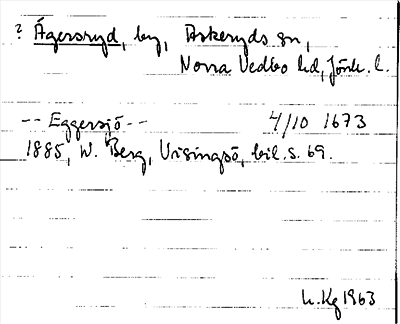 ? Ägersryd, by, Askeryds sn,
Norra Vedbo hd, Jönk. l.
-- Eggersjö -- 4/10 1673
1885, W. Berg, Visingsö, bil. s. 69.
h. Kg 1963